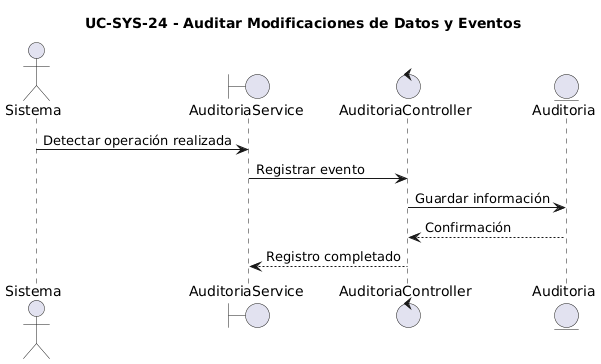 UC-SYS-24 - Auditar Modificaciones de Datos y Eventos
Sistema
AuditoriaService
AuditoriaController
Auditoria
Detectar operación realizada
Registrar evento
Guardar información
Confirmación
Registro completado
Sistema
AuditoriaService
AuditoriaController
Auditoria